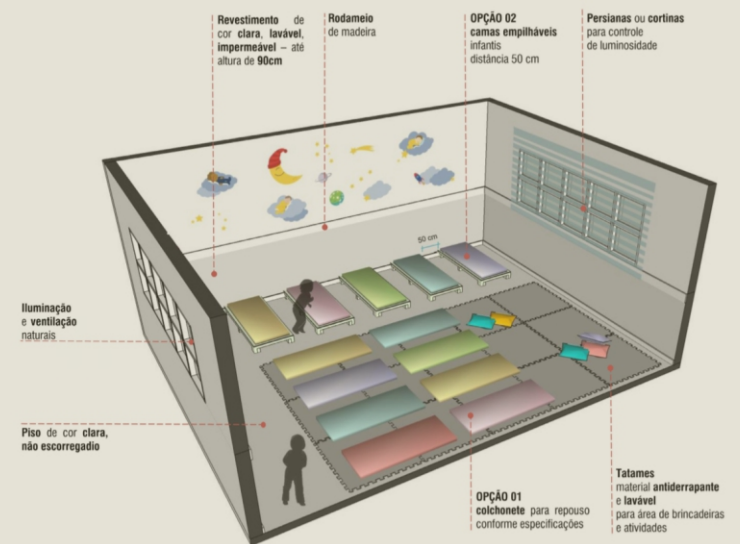 Revestimento de
cor clara, lavável,
impermeável – até
altura de 90cm
Rodameio
de madeira
OPÇÃO 02
camas empilháveis
infantis
distância 50 cm
Persianas ou cortinas
para controle
de luminosidade
50 cm
Iluminação
e ventilação
naturais
Piso de cor clara,
não escorregadio
OPÇÃO 01
colchonete para repouso
conforme especificações
Tatames
material antiderrapante
e lavável
para área de brincadeiras
e atividades